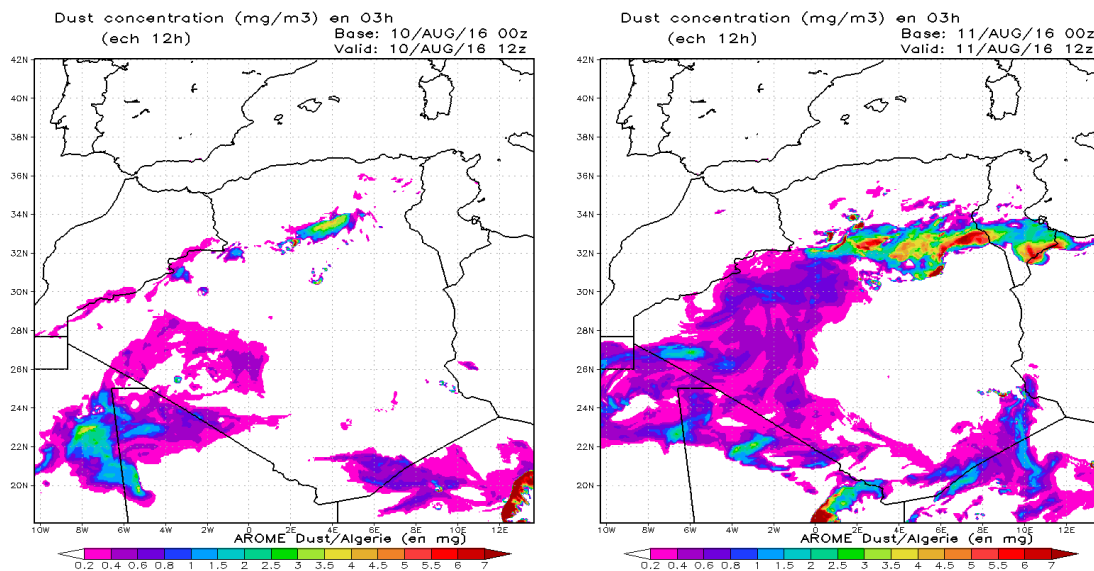 Dust concentration (mg/m3) en 03h
(ech 12h)
Base: 10/AUG/16 00z
Valid: 10/AUG/16 12z
42N
40N
38N
36N
34N
32N
30N
28N
26N
24N
22N
20N
10W 8W 6W 4W 2W 0 2E 4E 6E 8E 10E 12E
AROME Dust/Algerie (en mg)
0.2 0.4 0.6 0.8 1 1.5 2 2.5 3 3.5 4 4.5 5 5.5 6 7
Dust concentration (mg/m3) en 03h
(ech 12h)
Base: 11/AUG/16 00z
Valid: 11/AUG/16 12z
42N
40N
38N
36N
34N
32N
30N
28N
26N
24N
22N
20N
10W 8W 6W 4W 2W 0 2E 4E 6E 8E 10E 12E
AROME Dust/Algerie (en mg)
0.2 0.4 0.6 0.8 1 1.5 2 2.5 3 3.5 4 4.5 5 5.5 6 7